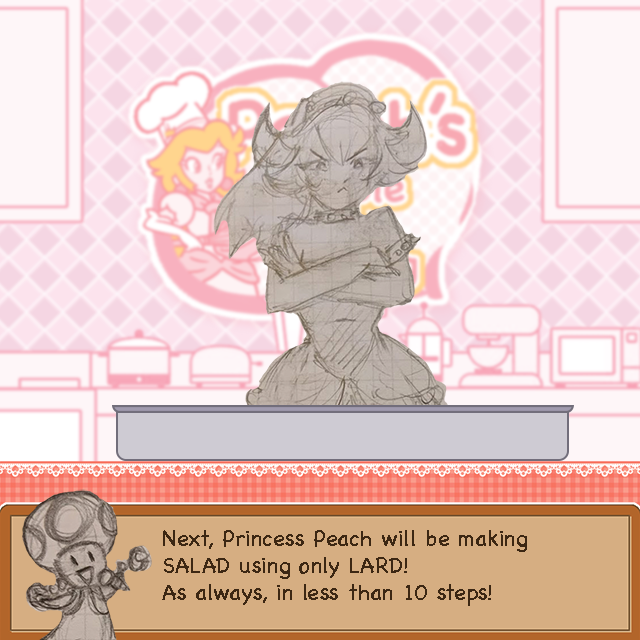 Next, Princess Peach will be making
SALAD using only LARD!
As always, in less than 10 steps!